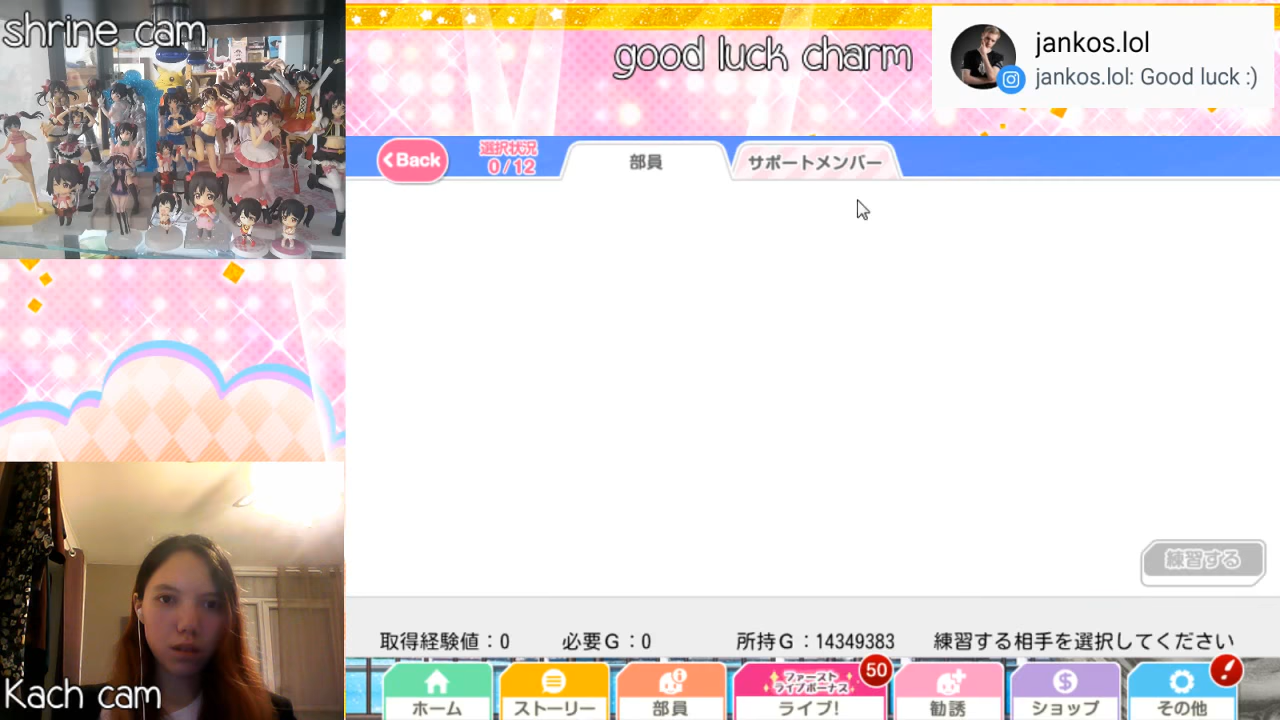 shrine cam
good luck charm
jankos.lol
jankos.lol: Good luck :)
Back
選択状況
0/12
部員
サポートメンバー
練習する
取得経験値：0
必要G：0
所持G：14349383
練習する相手を選択してください
Kach cam
ホーム
ストーリー
部員
ファースト
ライブボーナス
50
ライブ!
勧誘
ショップ
その他